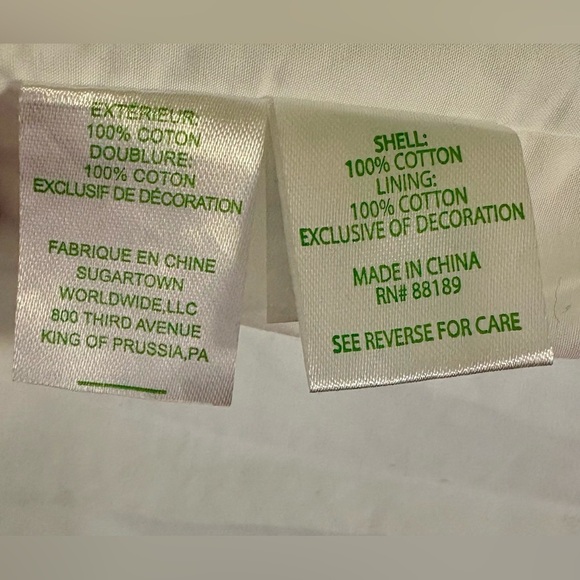 EXTÉRIEUR:
100% COTON
DOUBLURE:
100% COTON
EXCLUSIF DE DÉCORATION
FABRIQUE EN CHINE
SUGARTOWN
WORLDWIDE,LLC
800 THIRD AVENUE
KING OF PRUSSIA,PA
SHELL:
100% COTTON
LINING:
100% COTTON
EXCLUSIVE OF DECORATION
MADE IN CHINA
RN# 88189
SEE REVERSE FOR CARE